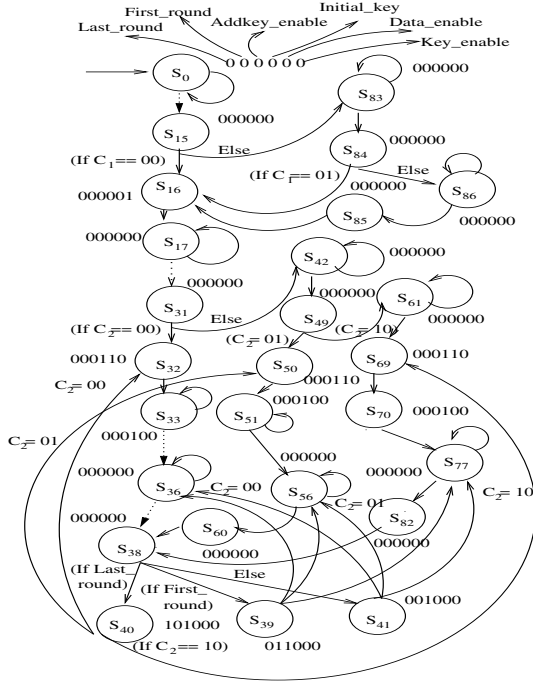 First_round
Initial_key
Last_round
Addkey_enable
Data_enable
Key_enable
0 0 0 0 0 0
S0
000000
S83
000000
S15
000000
Else
S84
000000
(If C1== 00)
(If C1== 01)
Else
S16
000001
000000
S85
S86
000000
000000
S17
S42
000000
000000
S31
Else
000000
S49
S61
000000
(If C2== 00)
(C2= 01)
(C2= 10)
000110
S32
S50
000110
S69
000110
C2= 00
S33
000100
S51
000100
S70
000100
C2= 01
000000
S36
C2= 00
000000
S56
C2= 01
000000
S77
C2= 10
000000
S38
S60
000000
S82
000000
(If Last_
round)
(If First_
round)
Else
S40
101000
S39
011000
S41
001000
(If C2== 10)